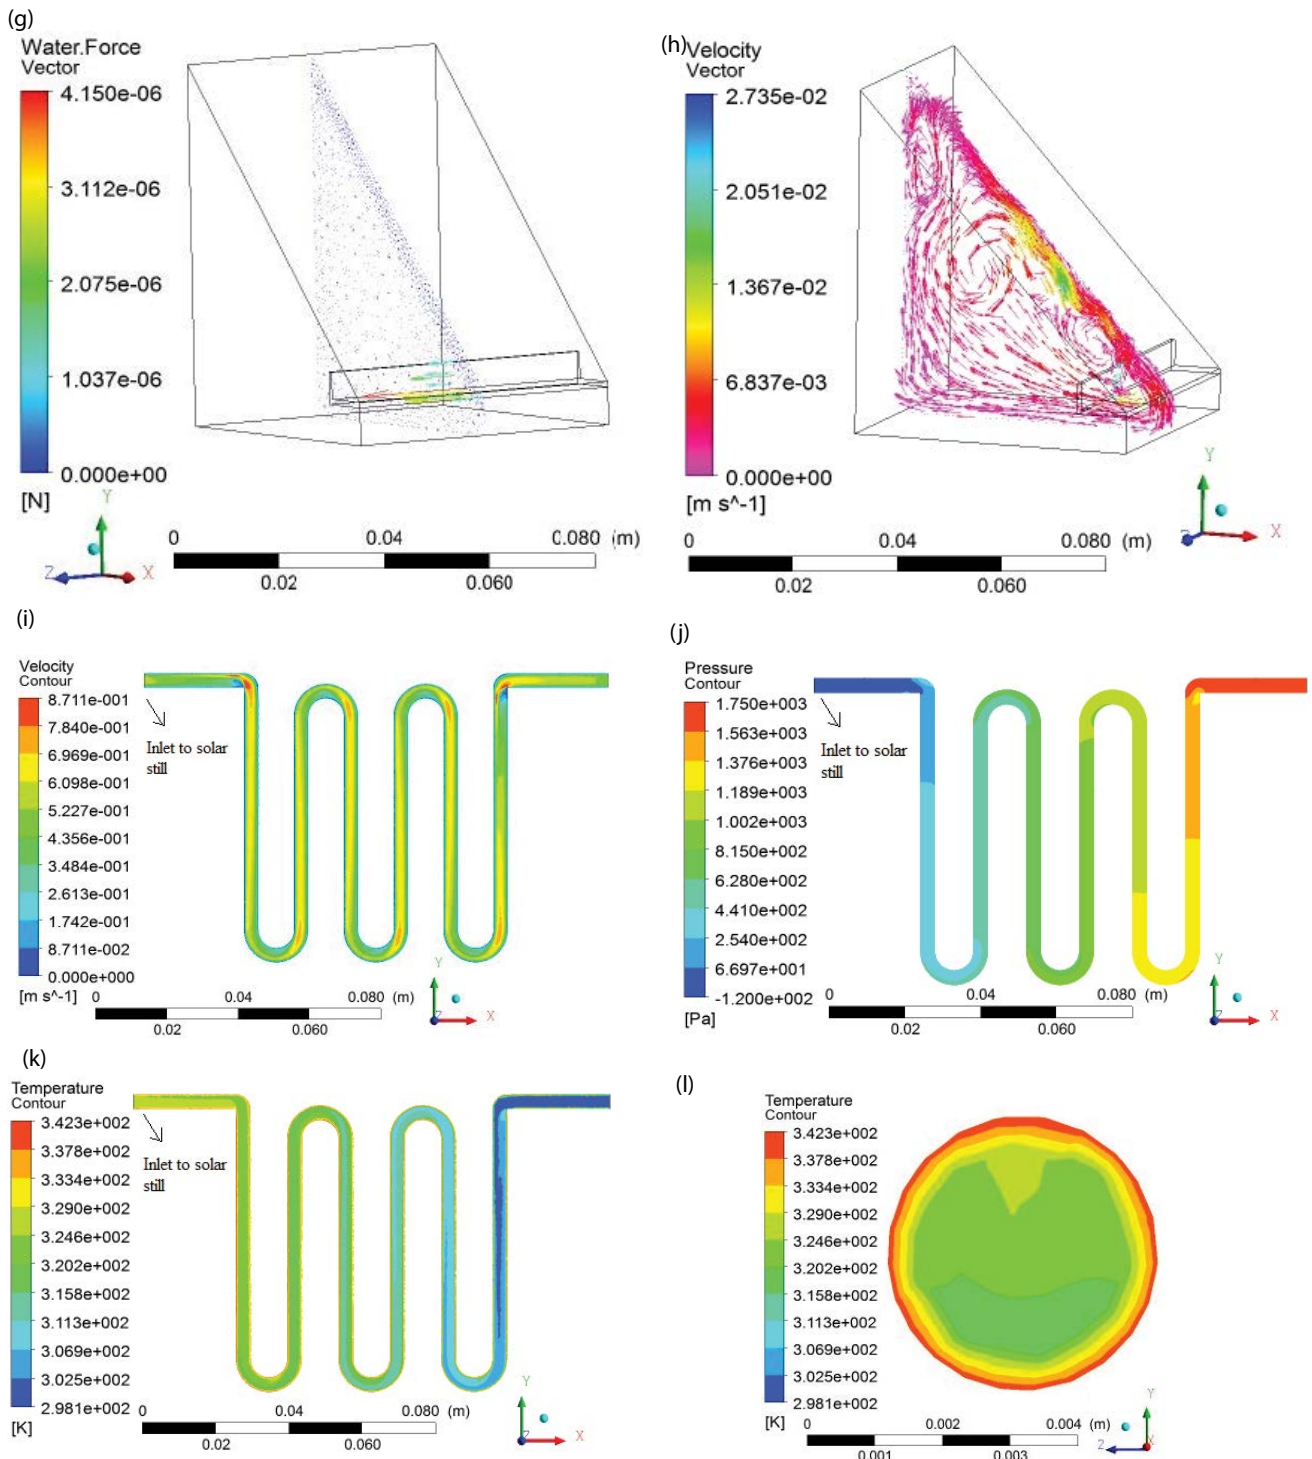 (g)
Water.Force
Vector
4.150e-06
3.112e-06
2.075e-06
1.037e-06
0.000e+00
[N]
Y
Z
X
0
0.04
0.080
(m)
0.02
0.060
(h)
Velocity
Vector
2.735e-02
2.051e-02
1.367e-02
6.837e-03
0.000e+00
[m s^-1]
Y
Z
X
0
0.04
0.080
(m)
0.02
0.060
(i)
Velocity
Contour
8.711e-001
7.840e-001
6.969e-001
6.098e-001
5.227e-001
4.356e-001
3.484e-001
2.613e-001
1.742e-001
8.711e-002
0.000e+000
[m s^-1]
Inlet to solar
still
0
0.04
0.080
(m)
0.02
0.060
Y
Z
X
(j)
Pressure
Contour
1.750e+003
1.563e+003
1.376e+003
1.189e+003
1.002e+003
8.150e+002
6.280e+002
4.410e+002
2.540e+002
6.697e+001
-1.200e+002
[Pa]
Inlet to solar
still
0
0.04
0.080
(m)
0.02
0.060
Y
Z
X
(k)
Temperature
Contour
3.423e+002
3.378e+002
3.334e+002
3.290e+002
3.246e+002
3.202e+002
3.158e+002
3.113e+002
3.069e+002
3.025e+002
2.981e+002
[K]
Inlet to solar
still
0
0.04
0.080
(m)
0.02
0.060
Y
Z
X
(l)
Temperature
Contour
3.423e+002
3.378e+002
3.334e+002
3.290e+002
3.246e+002
3.202e+002
3.158e+002
3.113e+002
3.069e+002
3.025e+002
2.981e+002
[K]
0
0.002
0.004
(m)
0.001
0.003
Y
Z
X